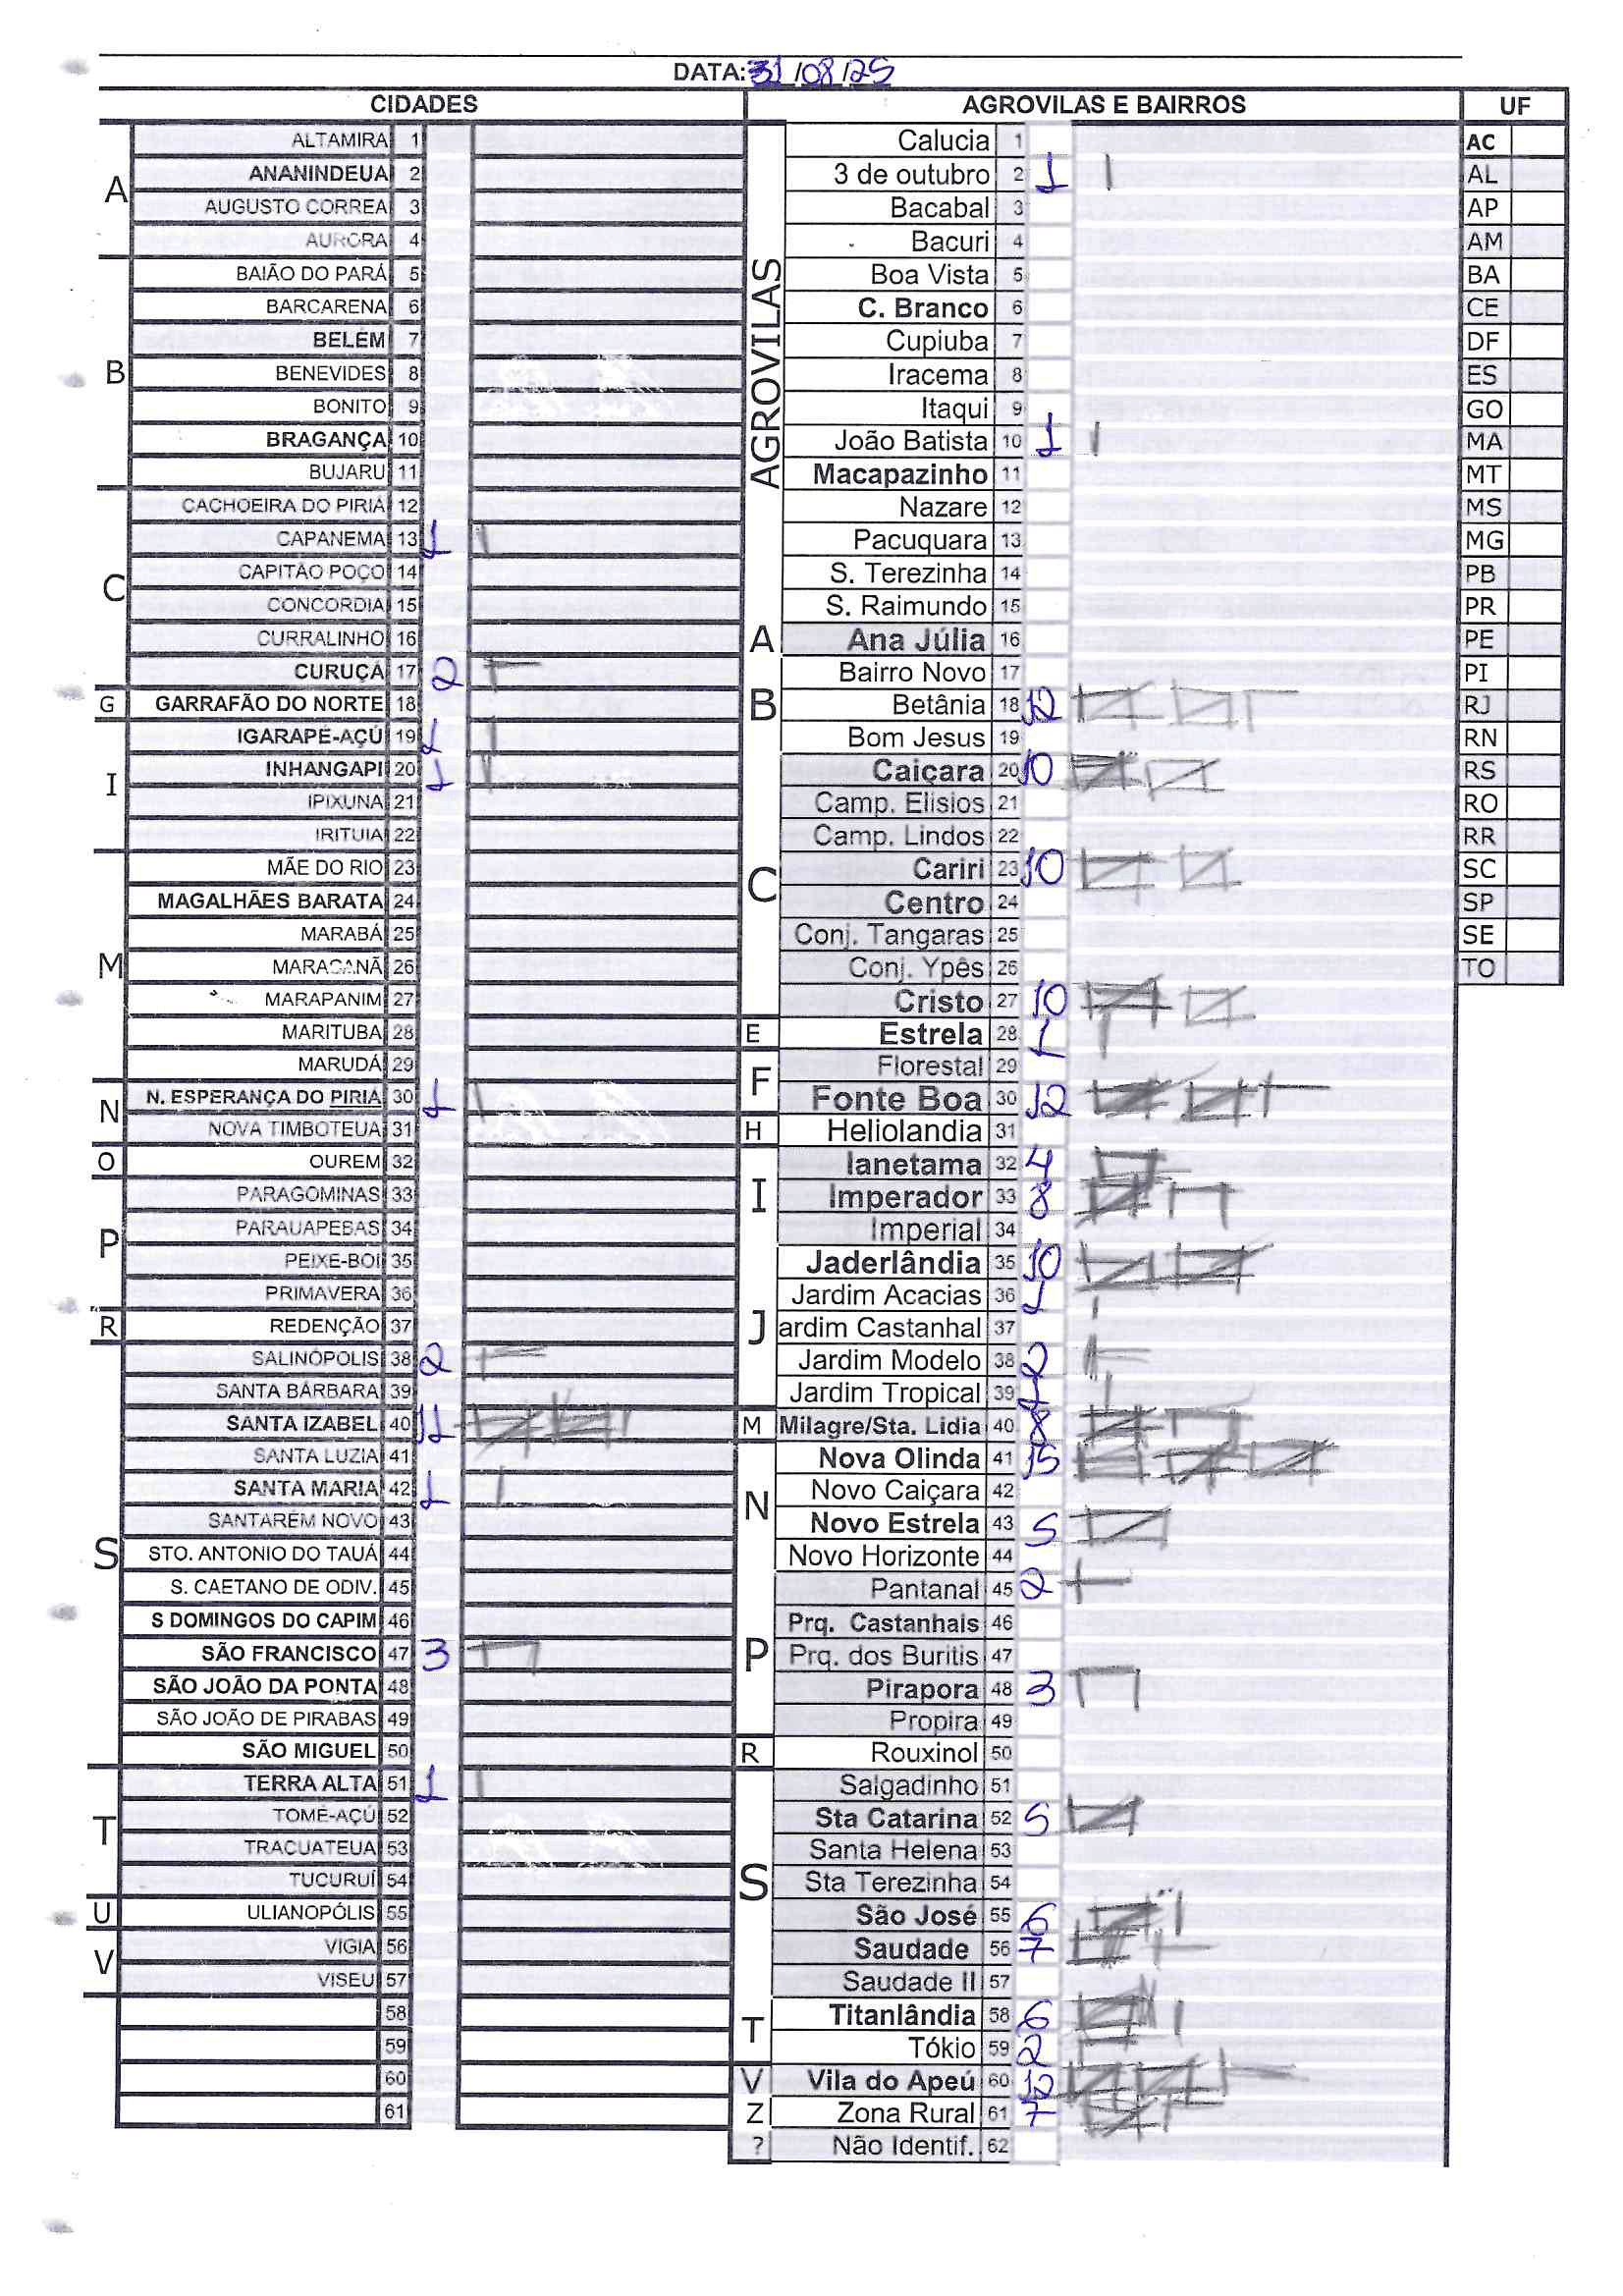 DATA: 31/08/25
CIDADES
A
ALTAMIRA 1
ANANINDEUA 2
AUGUSTO CORREA 3
AURORA 4
B
BAIÃO DO PARÁ 5
BARCARENA 6
BELÉM 7
BENEVIDES 8
BONITO 9
BRAGANÇA 10
BUJARU 11
C
CACHOEIRA DO PIRIÁ 12
CAPANEMA 13 1
CAPITÃO POÇO 14
CONCORDIA 15
CURRALINHO 16
CURUÇÁ 17 2
G
GARRAFÃO DO NORTE 18
I
IGARAPÉ-AÇÚ 19 1
INHANGAPI 20 1
IPIXUNA 21
IRITUIA 22
M
MÃE DO RIO 23
MAGALHÃES BARATA 24
MARABÁ 25
MARACANÃ 26
MARAPANIM 27
MARITUBA 28
MARUDÁ 29
N
N. ESPERANÇA DO PIRIA 30 1
NOVA TIMBOTEUA 31
O
OUREM 32
P
PARAGOMINAS 33
PARAUAPEBAS 34
PEIXE-BOI 35
PRIMAVERA 36
R
REDENÇÃO 37
S
SALINÓPOLIS 38 2
SANTA BÁRBARA 39
SANTA IZABEL 40 11
SANTA LUZIA 41
SANTA MARIA 42 1
SANTARÉM NOVO 43
STO. ANTONIO DO TAUÁ 44
S. CAETANO DE ODIV. 45
S DOMINGOS DO CAPIM 46
SÃO FRANCISCO 47 3
SÃO JOÃO DA PONTA 48
SÃO JOÃO DE PIRABAS 49
SÃO MIGUEL 50
T
TERRA ALTA 51 1
TOMÉ-AÇÚ 52
TRACUATEUA 53
TUCURUÍ 54
U
ULIANOPÓLIS 55
V
VIGIA 56
VISEU 57
58
59
60
61
AGROVILAS E BAIRROS
AGROVILAS
Calucia 1
3 de outubro 2 1
Bacabal 3
Bacuri 4
Boa Vista 5
C. Branco 6
Cupiuba 7
Iracema 8
Itaqui 9
João Batista 10 1
Macapazinho 11
Nazare 12
Pacuquara 13
S. Terezinha 14
S. Raimundo 15
A
Ana Júlia 16
B
Bairro Novo 17
Betânia 18 12
Bom Jesus 19
C
Caiçara 20 10
Camp. Elisios 21
Camp. Lindos 22
Cariri 23 10
Centro 24
Conj. Tangaras 25
Conj. Ypês 26
Cristo 27 10
E
Estrela 28 1
F
Florestal 29
Fonte Boa 30 12
H
Heliolandia 31
I
Ianetama 32 4
Imperador 33 8
Imperial 34
J
Jaderlândia 35 10
Jardim Acacias 36 1
ardim Castanhal 37
Jardim Modelo 38 2
Jardim Tropical 39 1
M
Milagre/Sta. Lidia 40 8
N
Nova Olinda 41 15
Novo Caiçara 42
Novo Estrela 43 5
Novo Horizonte 44
P
Pantanal 45 2
Prq. Castanhais 46
Prq. dos Buritis 47
Pirapora 48 3
Propira 49
R
Rouxinol 50
S
Salgadinho 51
Sta Catarina 52 5
Santa Helena 53
Sta Terezinha 54
São José 55 6
Saudade 56 7
Saudade II 57
T
Titanlândia 58 6
Tókio 59 2
V
Vila do Apeú 60 12
Z
Zona Rural 61 7
?
Não Identif. 62
UF
AC
AL
AP
AM
BA
CE
DF
ES
GO
MA
MT
MS
MG
PB
PR
PE
PI
RJ
RN
RS
RO
RR
SC
SP
SE
TO